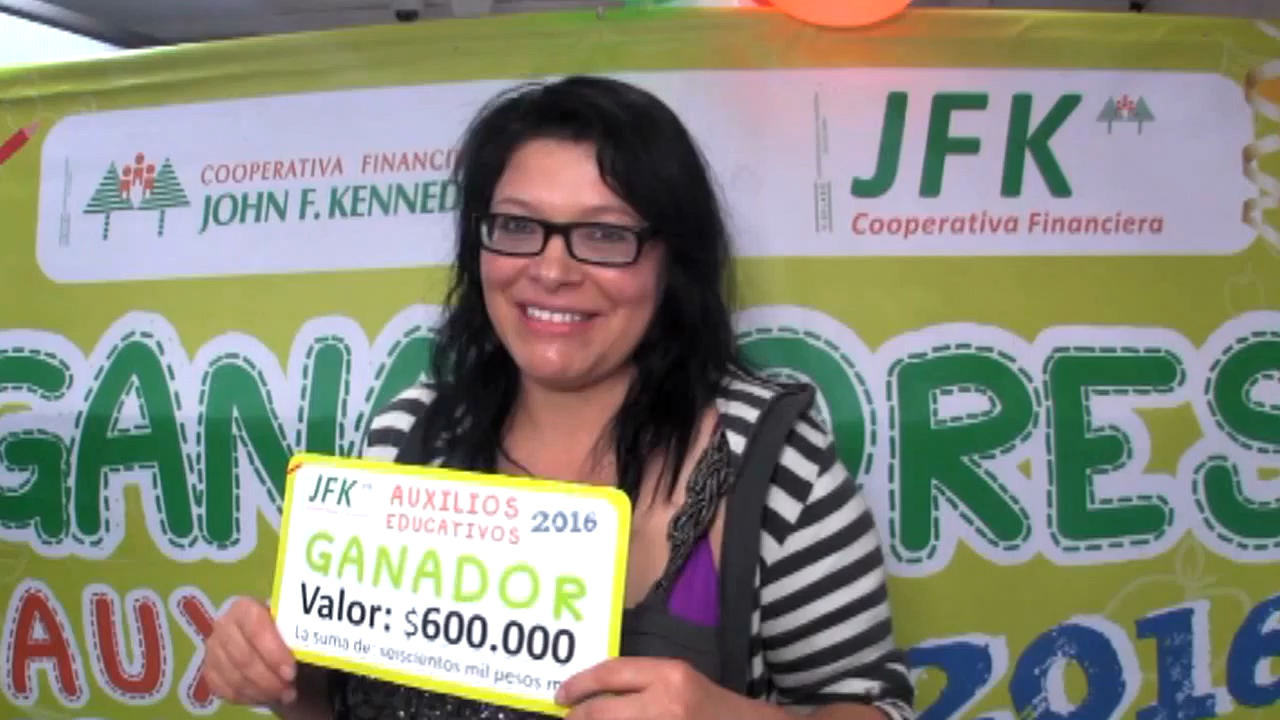 COOPERATIVA FINANCI
JOHN F. KENNED
JFK
Cooperativa Financiera
GANA ORES
AUX
2016
JFK
AUXILIOS
EDUCATIVOS
2016
GANADOR
Valor: $600.000
La suma de: seiscientos mil pesos m